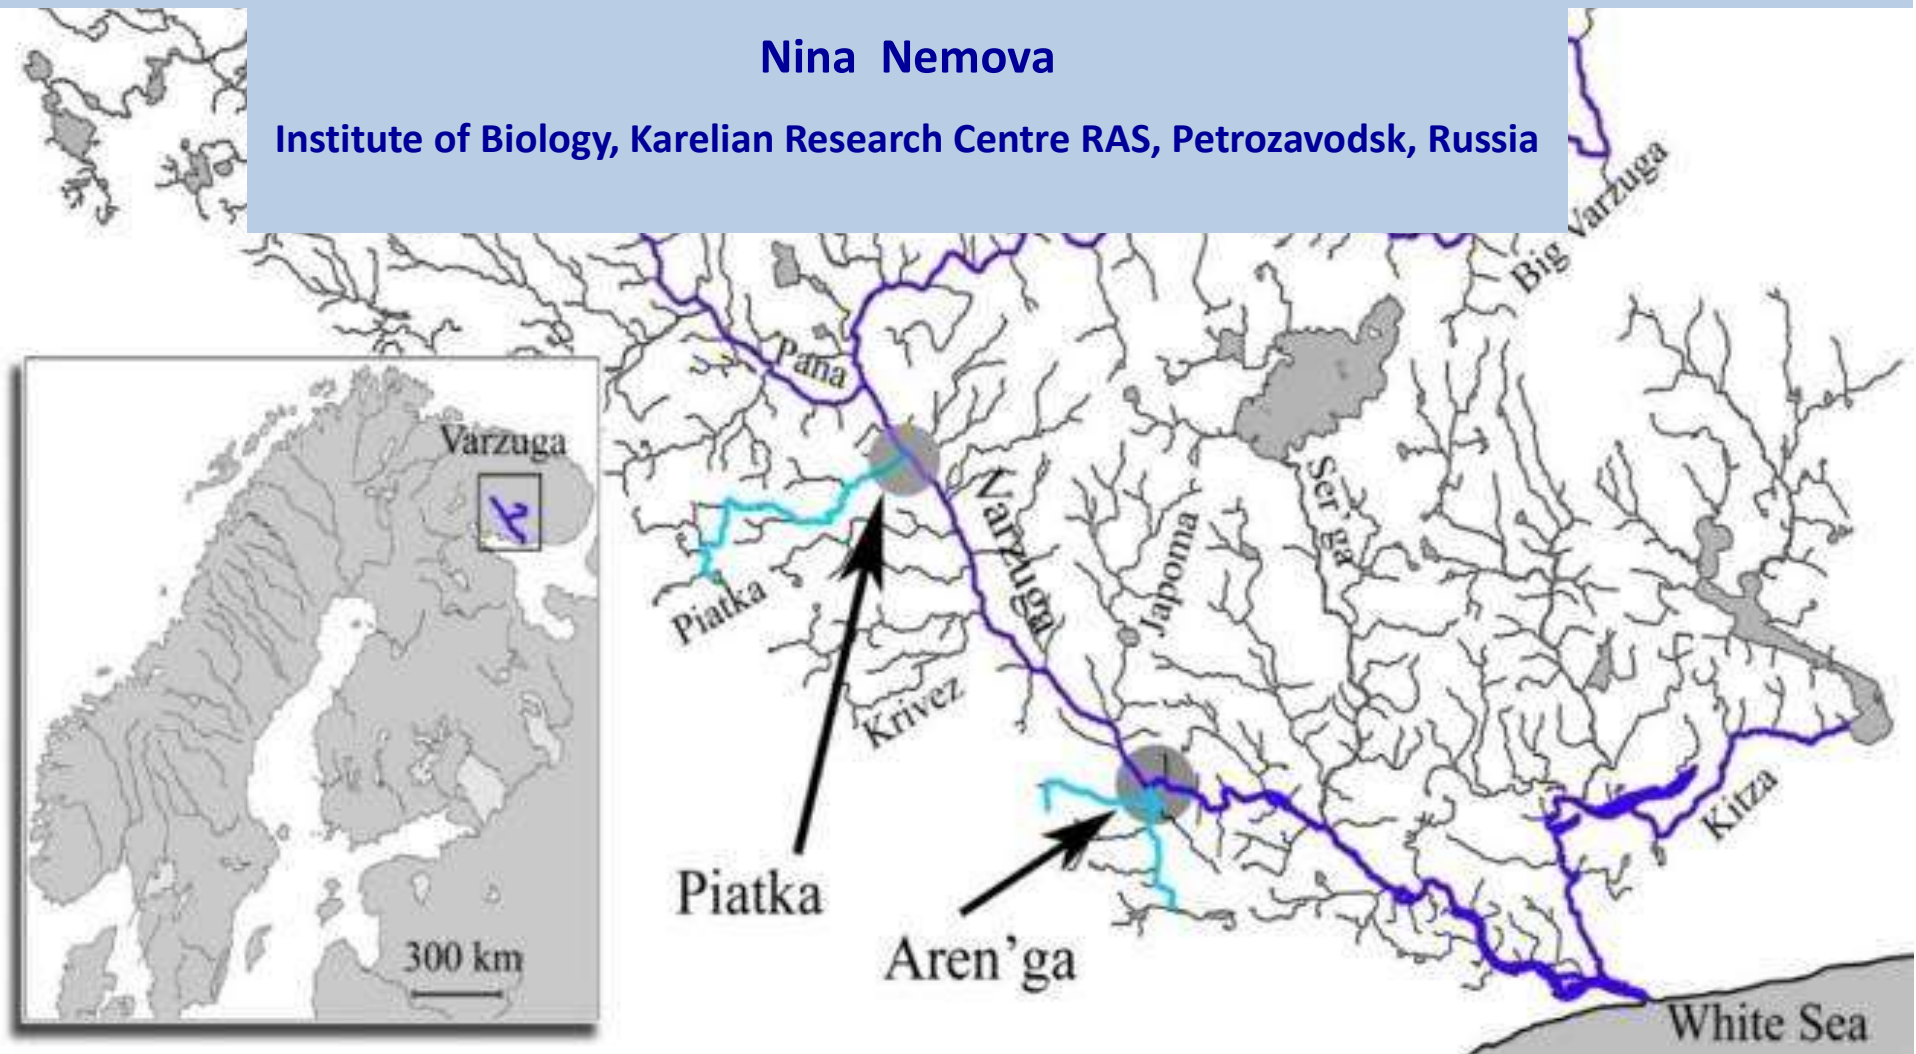 Nina Nemova
Institute of Biology, Karelian Research Centre RAS, Petrozavodsk, Russia
Big Varzuga
Pana
Varzuga
Varzuga
Ser'ga
Japoma
Piatka
Krivez
Kitza
Piatka
Aren'ga
300 km
White Sea